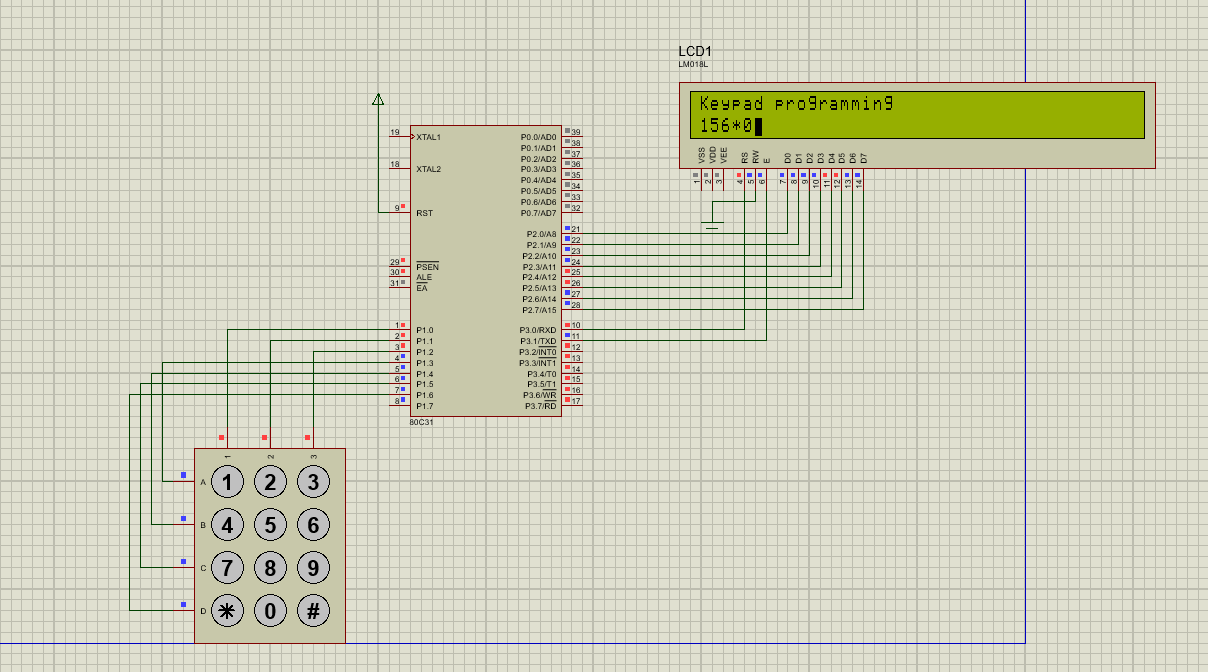 LCD1
LM018L
Keypad programming
156*0
VSS VDD VEE RS RW E D0 D1 D2 D3 D4 D5 D6 D7
1 2 3 4 5 6 7 8 9 10 11 12 13 14
19 XTAL1 P0.0/AD0 39
P0.1/AD1 38
P0.2/AD2 37
18 XTAL2 P0.3/AD3 36
P0.4/AD4 35
P0.5/AD5 34
P0.6/AD6 33
9 RST P0.7/AD7 32
P2.0/A8 21
P2.1/A9 22
P2.2/A10 23
29 PSEN P2.3/A11 24
30 ALE P2.4/A12 25
31 EA P2.5/A13 26
P2.6/A14 27
P2.7/A15 28
1 P1.0 P3.0/RXD 10
2 P1.1 P3.1/TXD 11
3 P1.2 P3.2/INT0 12
4 P1.3 P3.3/INT1 13
5 P1.4 P3.4/T0 14
6 P1.5 P3.5/T1 15
7 P1.6 P3.6/WR 16
8 P1.7 P3.7/RD 17
80C31
1 2 3
A 1 2 3
B 4 5 6
C 7 8 9
D * 0 #